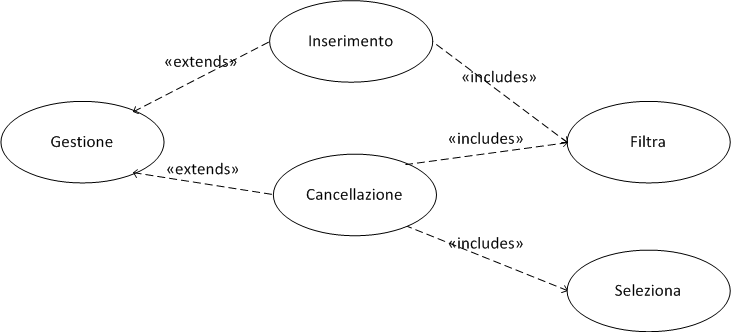 Inserimento
«extends»
«includes»
Gestione
«includes»
Filtra
«extends»
Cancellazione
«includes»
Seleziona